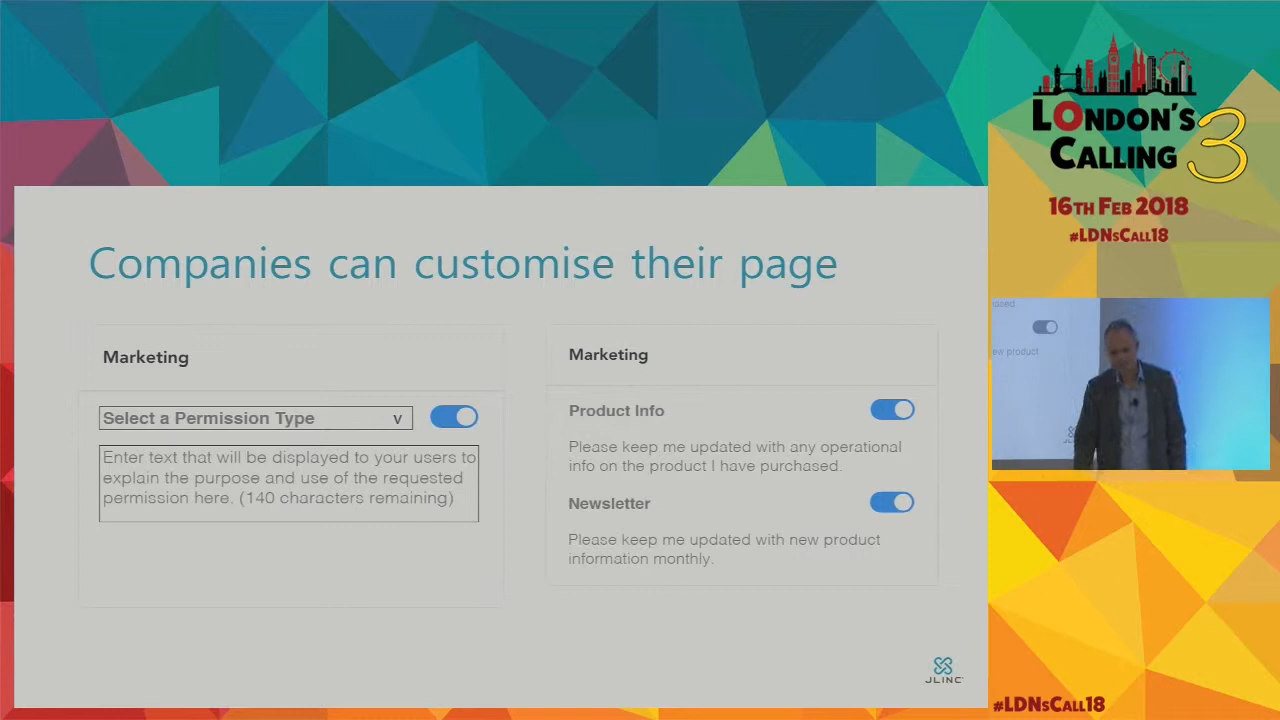 Companies can customise their page
Marketing
Select a Permission Type v
Enter text that will be displayed to your users to
explain the purpose and use of the requested
permission here. (140 characters remaining)
Marketing
Product Info
Please keep me updated with any operational
info on the product I have purchased.
Newsletter
Please keep me updated with new product
information monthly.
JLINC
LONDON'S
CALLING 3
16TH FEB 2018
#LDNSCALL18
ew product
#LDNSCALL18